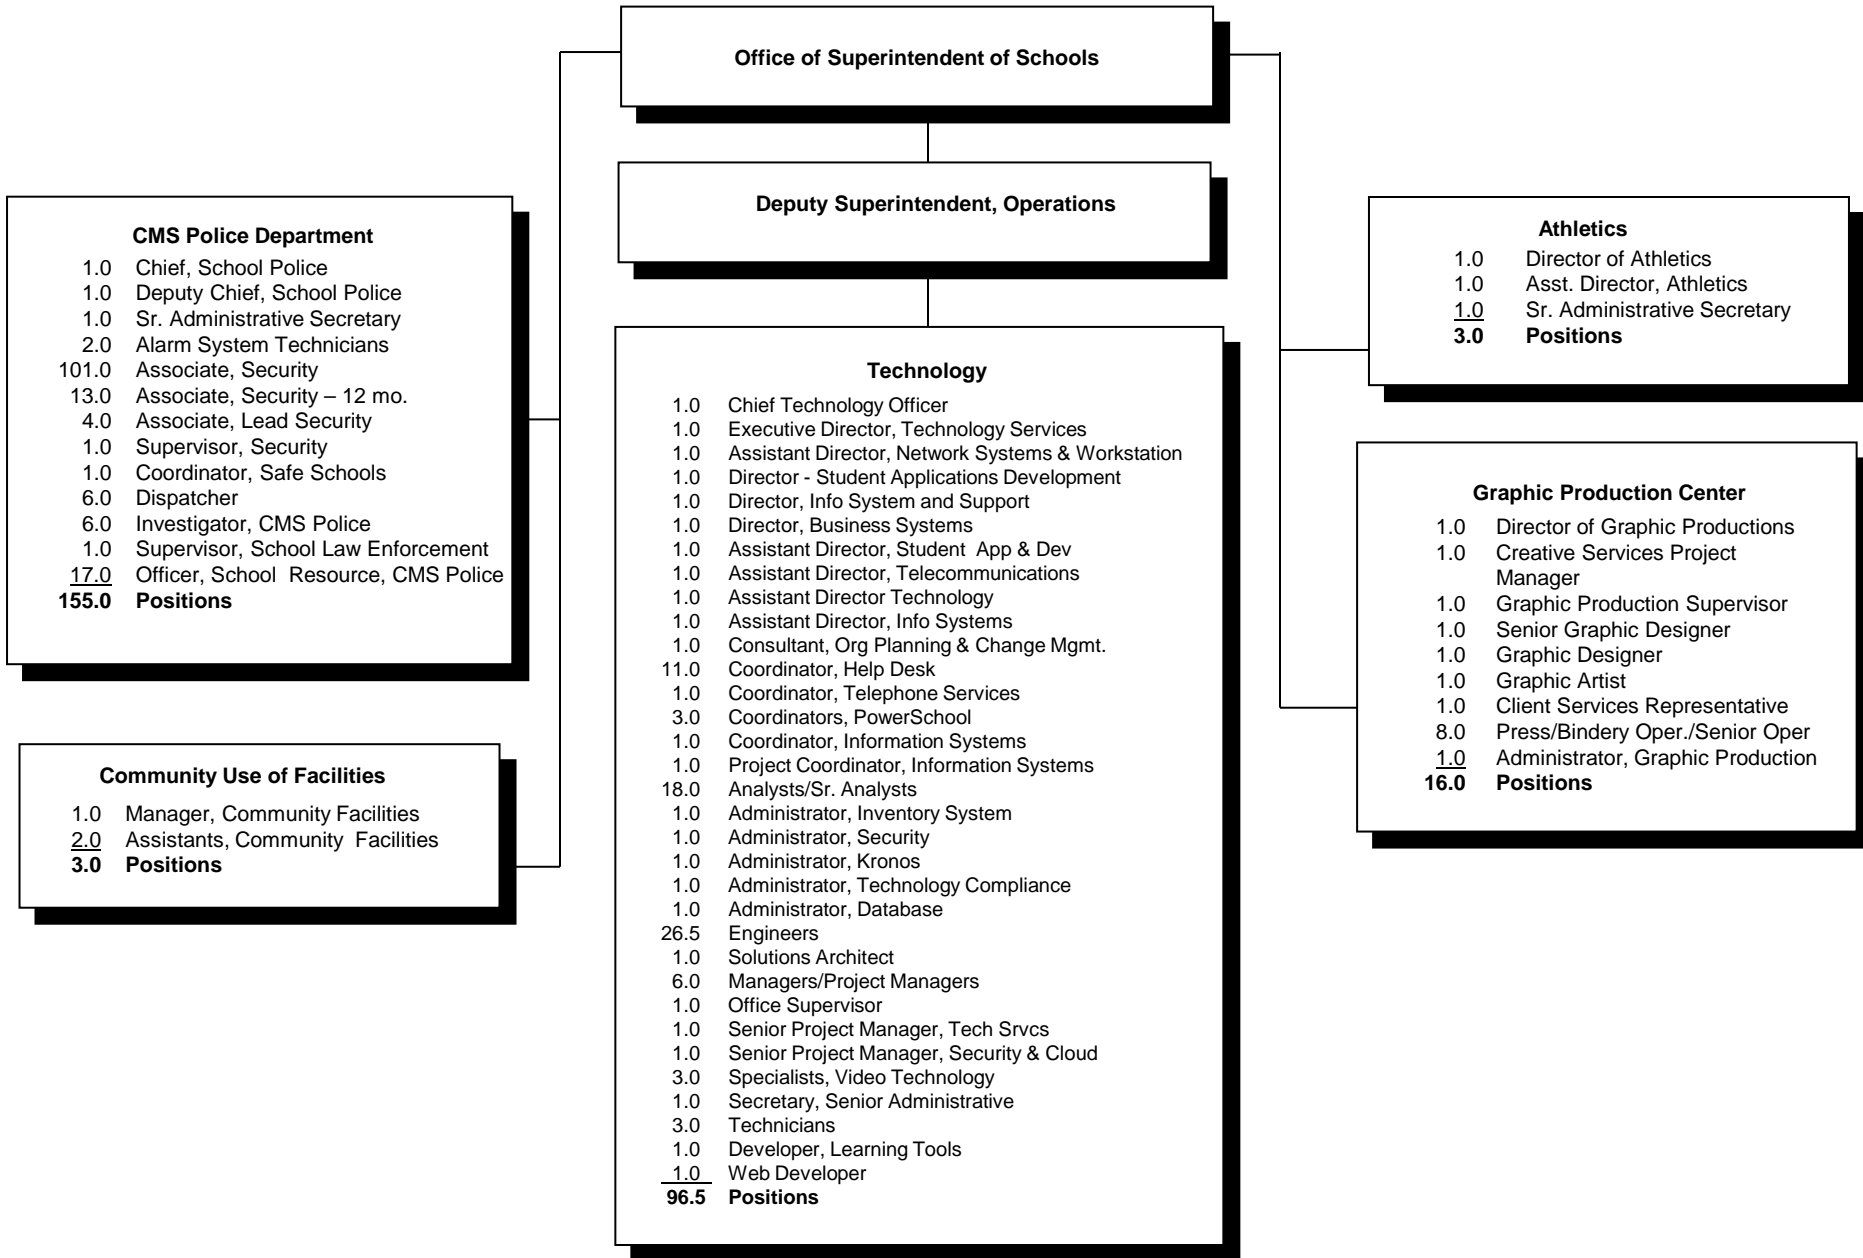 Office of Superintendent of Schools
Deputy Superintendent, Operations
CMS Police Department
1.0 Chief, School Police
1.0 Deputy Chief, School Police
1.0 Sr. Administrative Secretary
2.0 Alarm System Technicians
101.0 Associate, Security
13.0 Associate, Security – 12 mo.
4.0 Associate, Lead Security
1.0 Supervisor, Security
1.0 Coordinator, Safe Schools
6.0 Dispatcher
6.0 Investigator, CMS Police
1.0 Supervisor, School Law Enforcement
17.0 Officer, School Resource, CMS Police
155.0 Positions
Community Use of Facilities
1.0 Manager, Community Facilities
2.0 Assistants, Community Facilities
3.0 Positions
Technology
1.0 Chief Technology Officer
1.0 Executive Director, Technology Services
1.0 Assistant Director, Network Systems & Workstation
1.0 Director - Student Applications Development
1.0 Director, Info System and Support
1.0 Director, Business Systems
1.0 Assistant Director, Student App & Dev
1.0 Assistant Director, Telecommunications
1.0 Assistant Director Technology
1.0 Assistant Director, Info Systems
1.0 Consultant, Org Planning & Change Mgmt.
11.0 Coordinator, Help Desk
1.0 Coordinator, Telephone Services
3.0 Coordinators, PowerSchool
1.0 Coordinator, Information Systems
1.0 Project Coordinator, Information Systems
18.0 Analysts/Sr. Analysts
1.0 Administrator, Inventory System
1.0 Administrator, Security
1.0 Administrator, Kronos
1.0 Administrator, Technology Compliance
1.0 Administrator, Database
26.5 Engineers
1.0 Solutions Architect
6.0 Managers/Project Managers
1.0 Office Supervisor
1.0 Senior Project Manager, Tech Srvcs
1.0 Senior Project Manager, Security & Cloud
3.0 Specialists, Video Technology
1.0 Secretary, Senior Administrative
3.0 Technicians
1.0 Developer, Learning Tools
1.0 Web Developer
96.5 Positions
Athletics
1.0 Director of Athletics
1.0 Asst. Director, Athletics
1.0 Sr. Administrative Secretary
3.0 Positions
Graphic Production Center
1.0 Director of Graphic Productions
1.0 Creative Services Project
Manager
1.0 Graphic Production Supervisor
1.0 Senior Graphic Designer
1.0 Graphic Designer
1.0 Graphic Artist
1.0 Client Services Representative
8.0 Press/Bindery Oper./Senior Oper
1.0 Administrator, Graphic Production
16.0 Positions